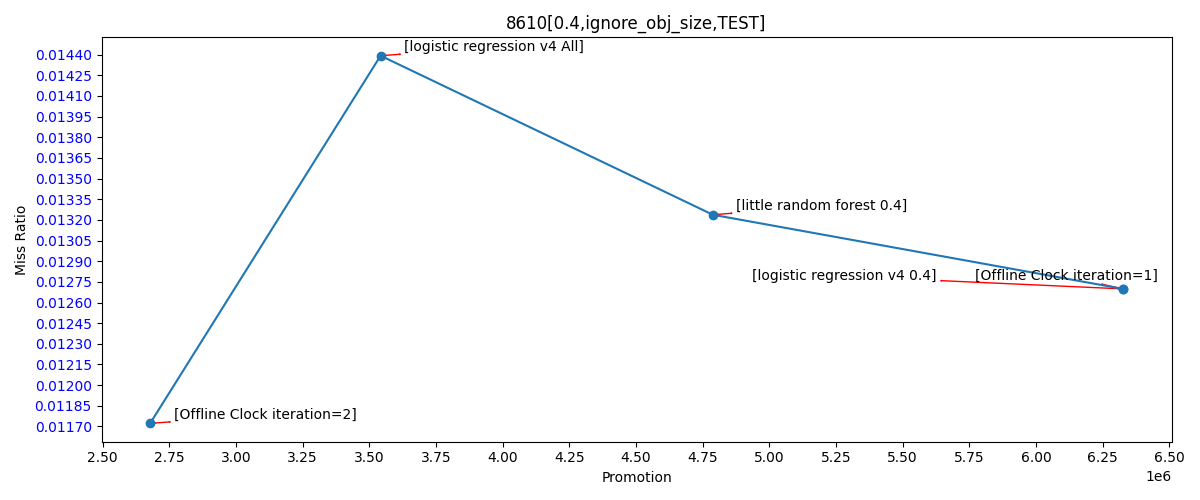 8610[0.4,ignore_obj_size,TEST]
Miss Ratio
0.01440
0.01425
0.01410
0.01395
0.01380
0.01365
0.01350
0.01335
0.01320
0.01305
0.01290
0.01275
0.01260
0.01245
0.01230
0.01215
0.01200
0.01185
0.01170
[logistic regression v4 All]
[little random forest 0.4]
[logistic regression v4 0.4]
[Offline Clock iteration=1]
[Offline Clock iteration=2]
2.50 2.75 3.00 3.25 3.50 3.75 4.00 4.25 4.50 4.75 5.00 5.25 5.50 5.75 6.00 6.25 6.50
1e6
Promotion